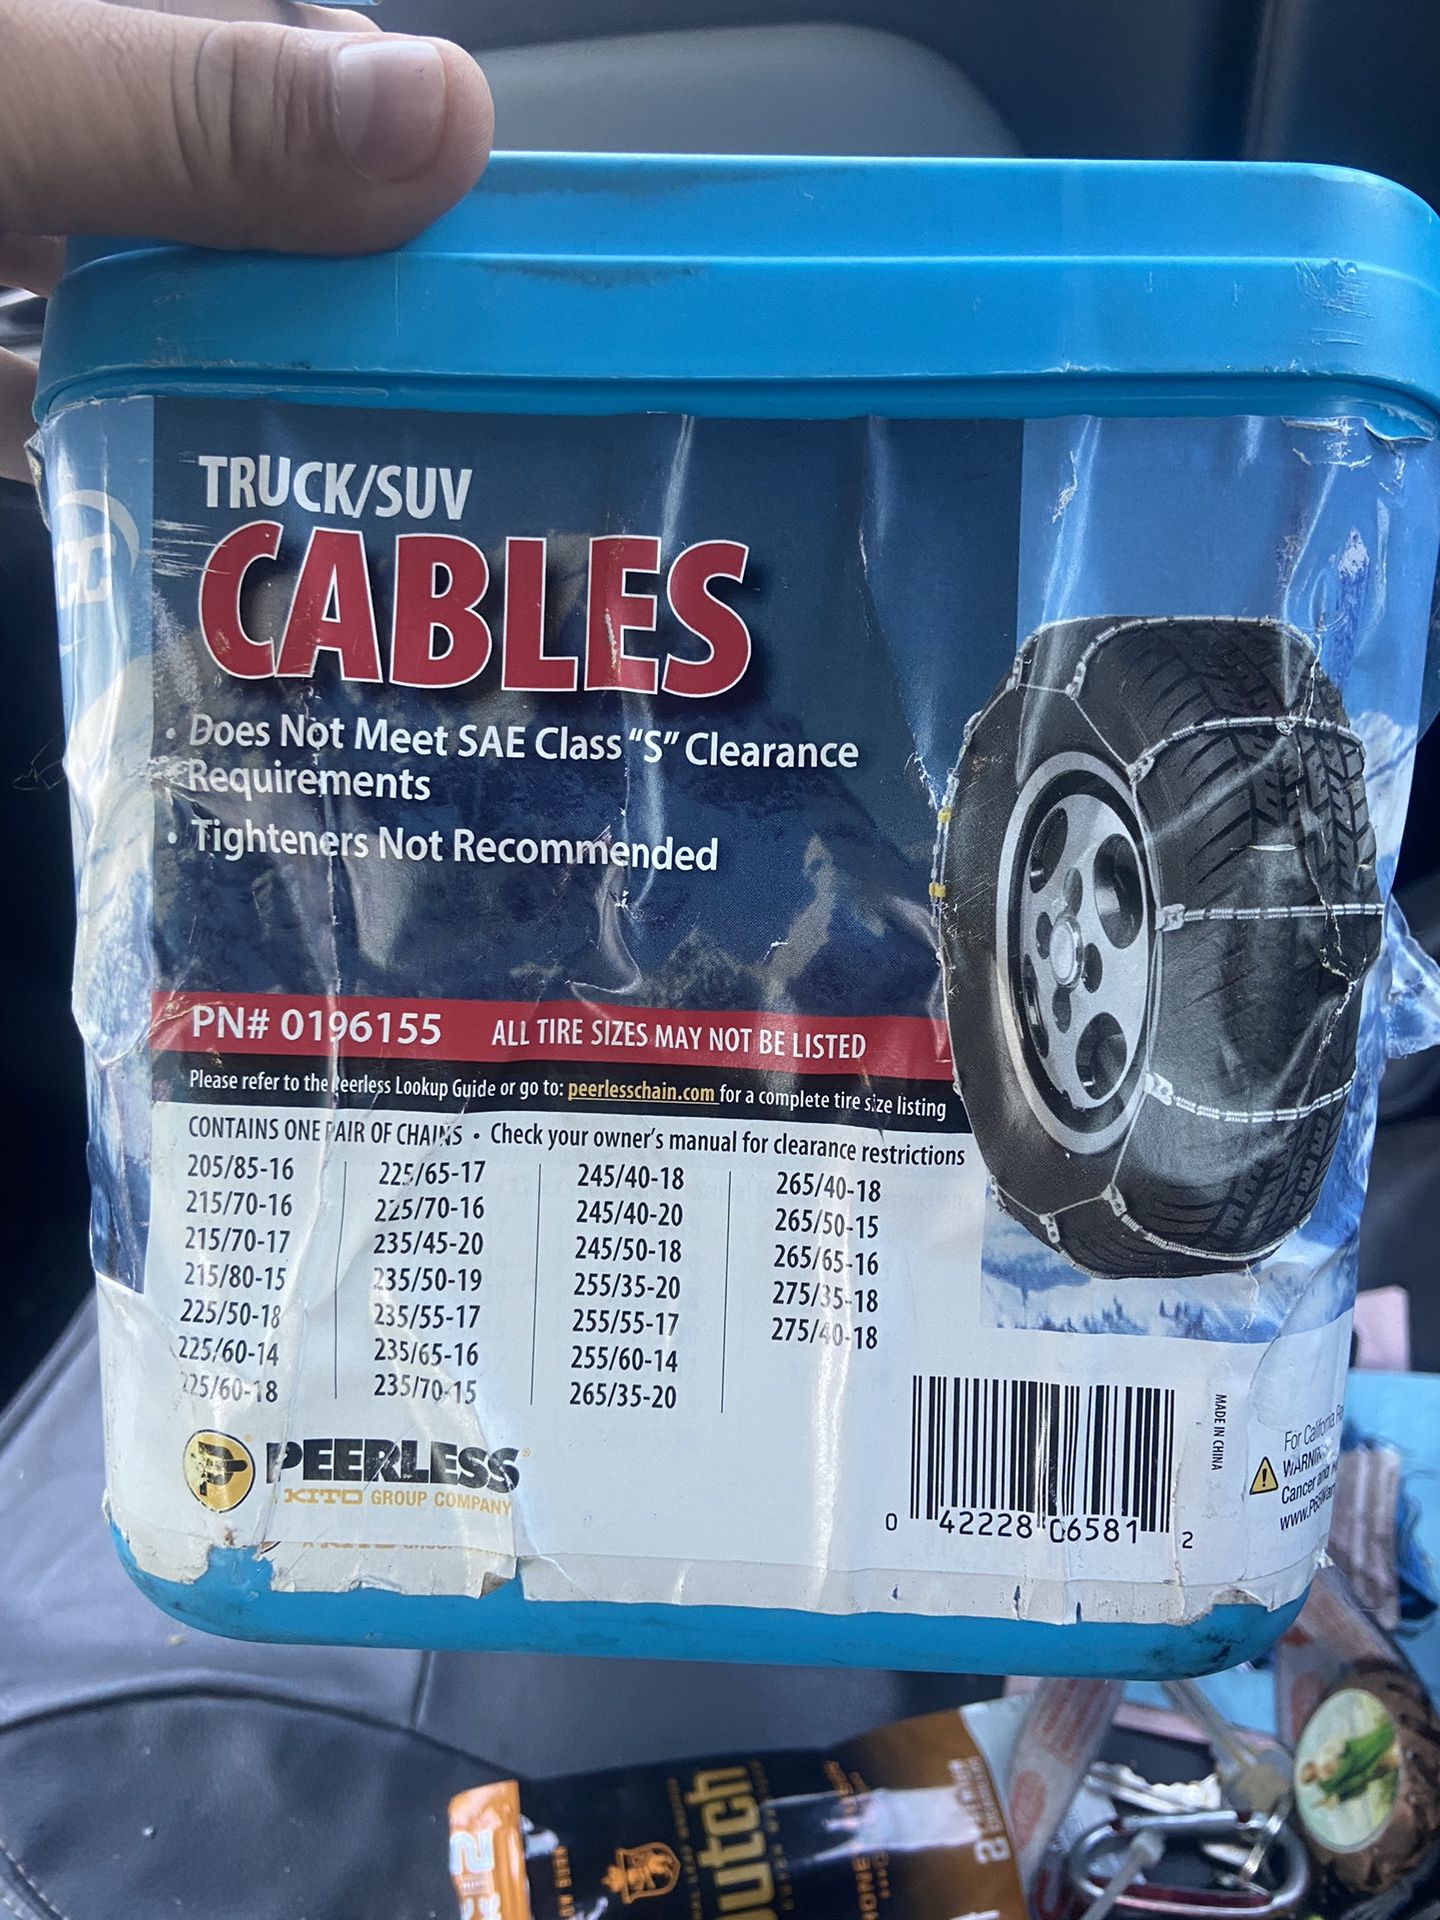 TRUCK/SUV
CABLES
• Does Not Meet SAE Class "S" Clearance
Requirements
• Tighteners Not Recommended
PN# 0196155 ALL TIRE SIZES MAY NOT BE LISTED
Please refer to the Peerless Lookup Guide or go to: peerlesschain.com for a complete tire size listing
CONTAINS ONE PAIR OF CHAINS • Check your owner's manual for clearance restrictions
205/85-16
215/70-16
215/70-17
215/80-15
225/50-18
225/60-14
225/60-18
225/65-17
225/70-16
235/45-20
235/50-19
235/55-17
235/65-16
235/70-15
245/40-18
245/40-20
245/50-18
255/35-20
255/55-17
255/60-14
265/35-20
265/40-18
265/50-15
265/65-16
275/35-18
275/40-18
PEERLESS®
KITO GROUP COMPANY
0 42228 06581 2
MADE IN CHINA
For California
Cancer and
utch
2